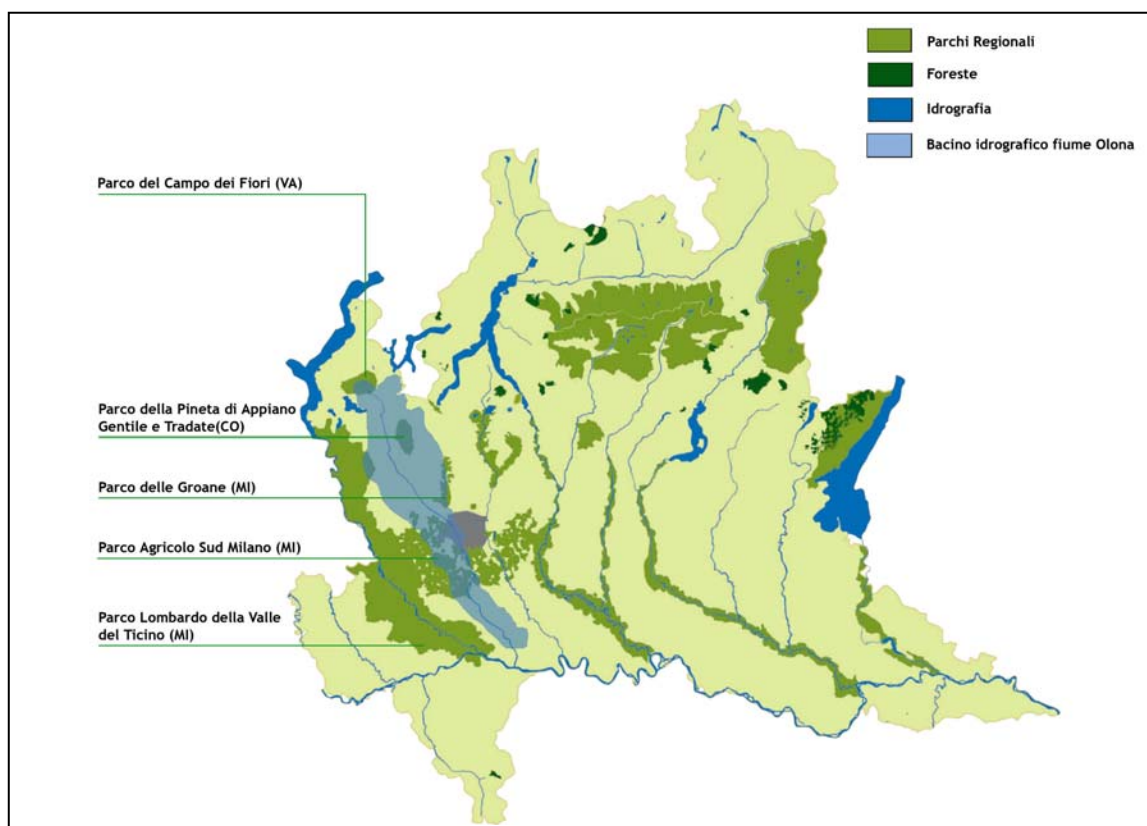 Parchi Regionali
Foreste
Idrografia
Bacino idrografico fiume Olona
Parco del Campo dei Fiori (VA)
Parco della Pineta di Appiano
Gentile e Tradate(CO)
Parco delle Groane (MI)
Parco Agricolo Sud Milano (MI)
Parco Lombardo della Valle
del Ticino (MI)